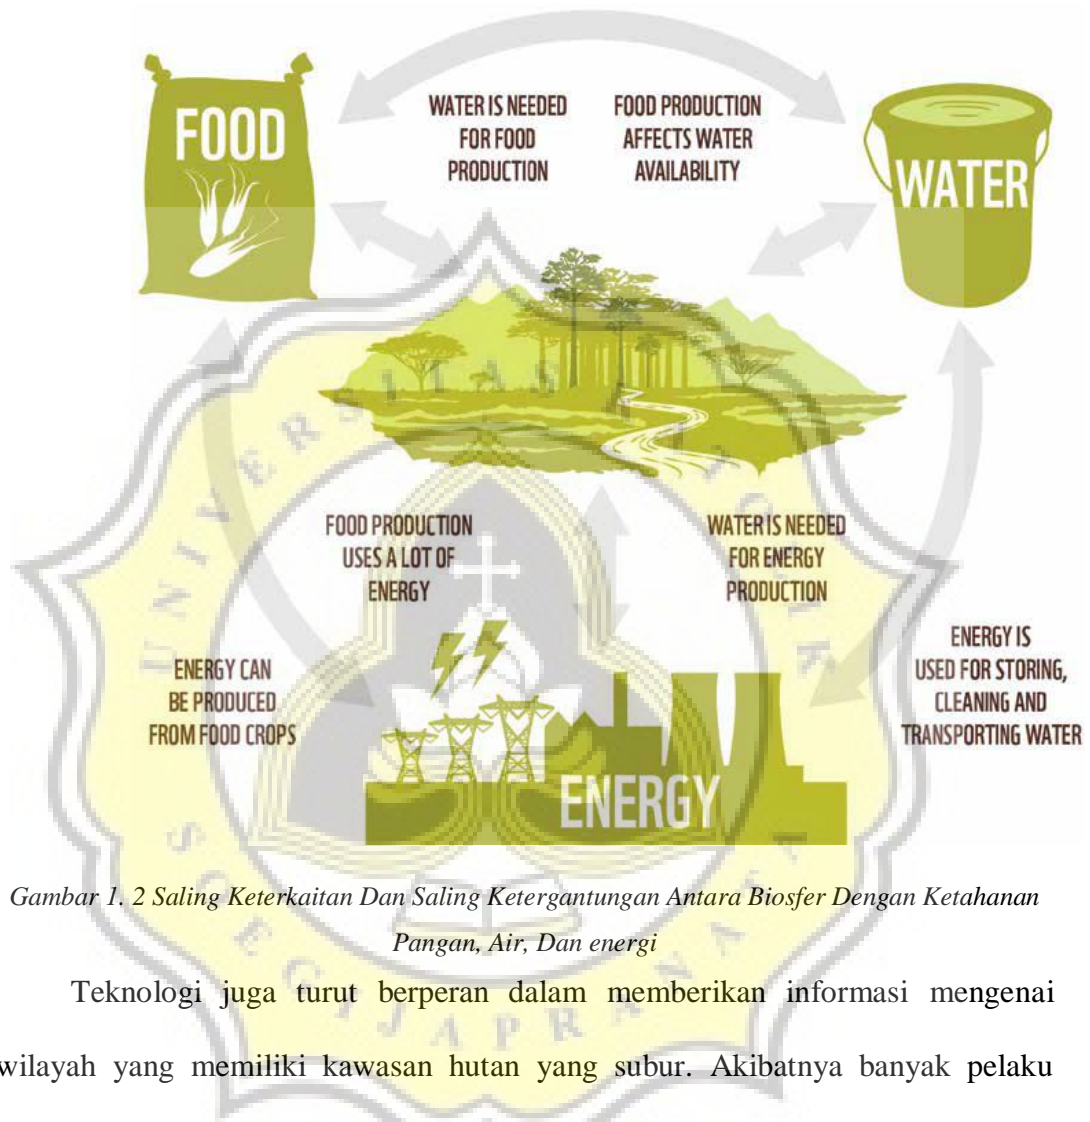 FOOD
WATER IS NEEDED
FOR FOOD
PRODUCTION
FOOD PRODUCTION
AFFECTS WATER
AVAILABILITY
WATER
FOOD PRODUCTION
USES A LOT OF
ENERGY
WATER IS NEEDED
FOR ENERGY
PRODUCTION
ENERGY CAN
BE PRODUCED
FROM FOOD CROPS
ENERGY IS
USED FOR STORING,
CLEANING AND
TRANSPORTING WATER
ENERGY
UNIVERSITAS KATOLIK
SOEGIJAPRANATA
Gambar 1. 2 Saling Keterkaitan Dan Saling Ketergantungan Antara Biosfer Dengan Ketahanan
Pangan, Air, Dan energi
Teknologi juga turut berperan dalam memberikan informasi mengenai
wilayah yang memiliki kawasan hutan yang subur. Akibatnya banyak pelaku